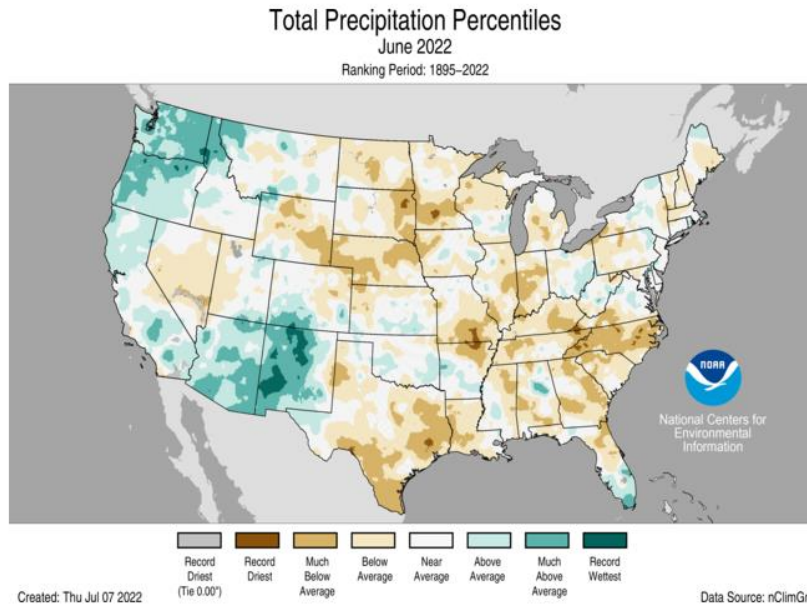 Total Precipitation Percentiles
June 2022
Ranking Period: 1895–2022
NOAA
National Centers for
Environmental
Information
Record
Driest
(Tie 0.00")
Record
Driest
Much
Below
Average
Below
Average
Near
Average
Above
Average
Much
Above
Average
Record
Wettest
Created: Thu Jul 07 2022
Data Source: nClimGr